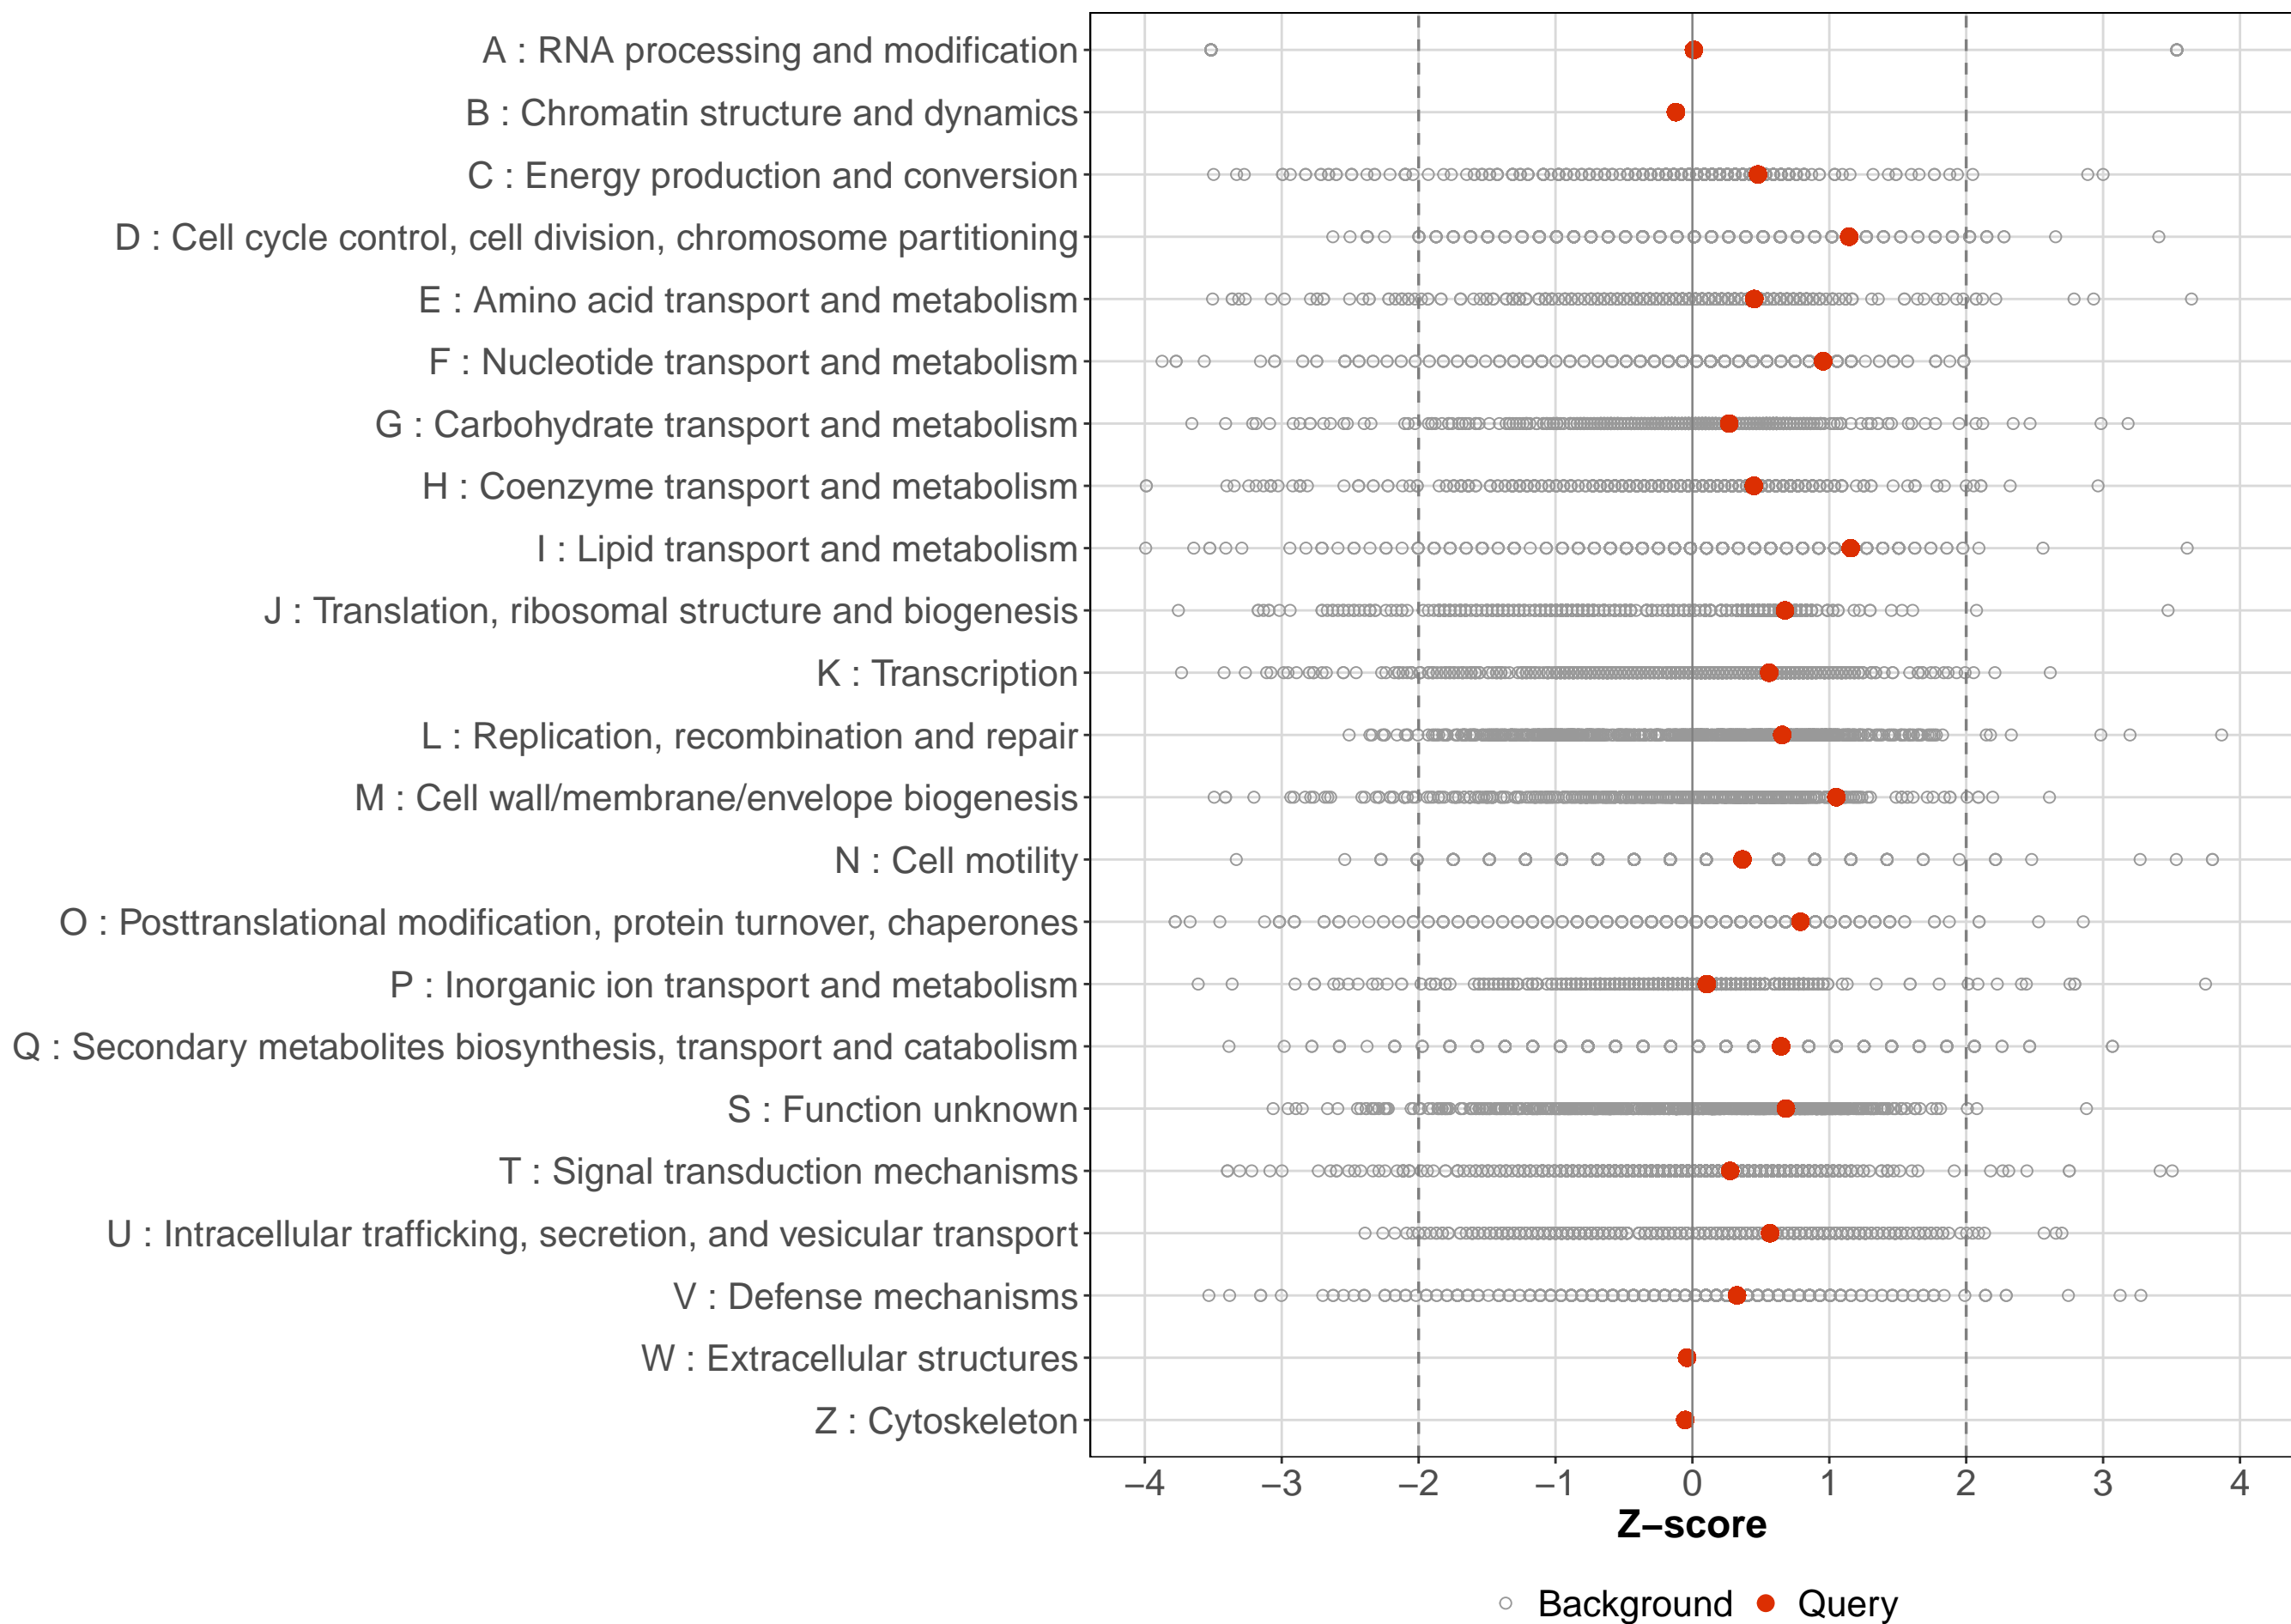 A : RNA processing and modification
B : Chromatin structure and dynamics
C : Energy production and conversion
D : Cell cycle control, cell division, chromosome partitioning
E : Amino acid transport and metabolism
F : Nucleotide transport and metabolism
G : Carbohydrate transport and metabolism
H : Coenzyme transport and metabolism
I : Lipid transport and metabolism
J : Translation, ribosomal structure and biogenesis
K : Transcription
L : Replication, recombination and repair
M : Cell wall/membrane/envelope biogenesis
N : Cell motility
O : Posttranslational modification, protein turnover, chaperones
P : Inorganic ion transport and metabolism
Q : Secondary metabolites biosynthesis, transport and catabolism
S : Function unknown
T : Signal transduction mechanisms
U : Intracellular trafficking, secretion, and vesicular transport
V : Defense mechanisms
W : Extracellular structures
Z : Cytoskeleton
−4 −3 −2 −1 0 1 2 3 4
Z−score
Background Query